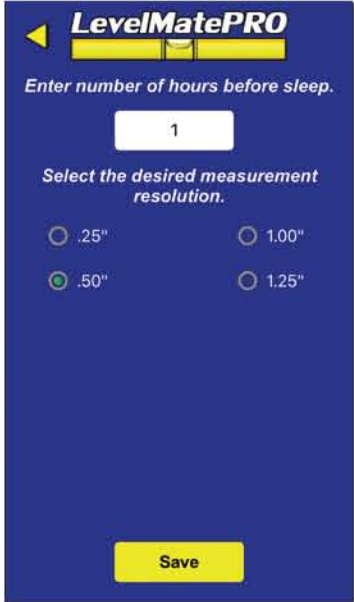 LevelMatePRO
Enter number of hours before sleep.
1
Select the desired measurement
resolution.
.25" 1.00"
.50" 1.25"
Save